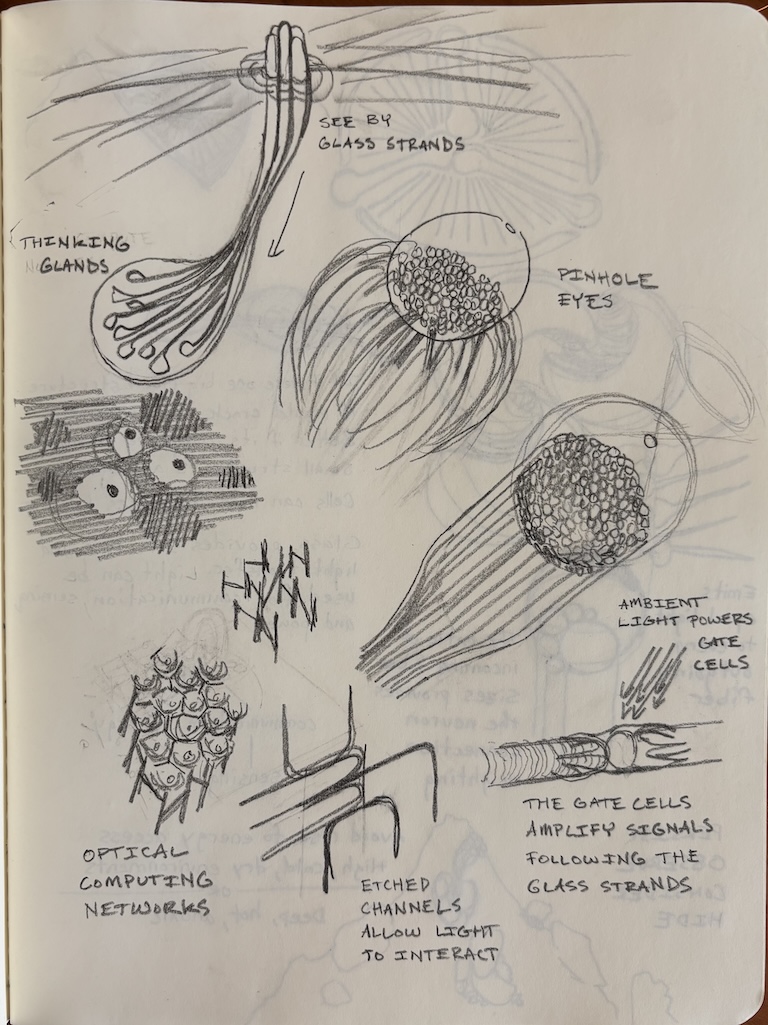 SEE BY
GLASS STRANDS
THINKING
GLANDS
PINHOLE
EYES
AMBIENT
LIGHT POWERS
GATE
CELLS
OPTICAL
COMPUTING
NETWORKS
ETCHED
CHANNELS
ALLOW LIGHT
TO INTERACT
THE GATE CELLS
AMPLIFY SIGNALS
FOLLOWING THE
GLASS STRANDS